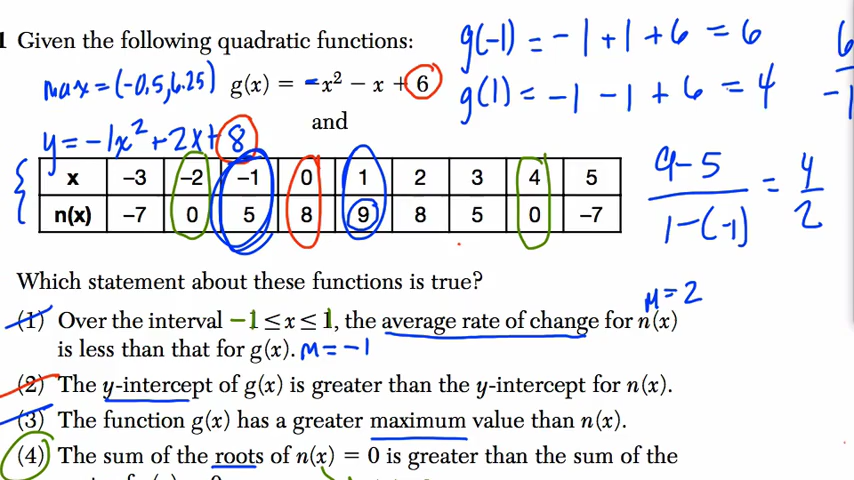 1 Given the following quadratic functions:
g(-1) = -1 + 1 + 6 = 6
max = (-0.5, 6.25) g(x) = -x² − x + 6
g(1) = -1 - 1 + 6 = 4
6
-1
and
y = -1x² + 2x + 8
x −3 −2 −1 0 1 2 3 4 5
n(x) −7 0 5 8 9 8 5 0 −7
9-5 / 1-(-1) = 4/2
Which statement about these functions is true?
M = 2
(1) Over the interval −1 ≤ x ≤ 1, the average rate of change for n(x)
is less than that for g(x). M = -1
(2) The y-intercept of g(x) is greater than the y-intercept for n(x).
(3) The function g(x) has a greater maximum value than n(x).
(4) The sum of the roots of n(x) = 0 is greater than the sum of the